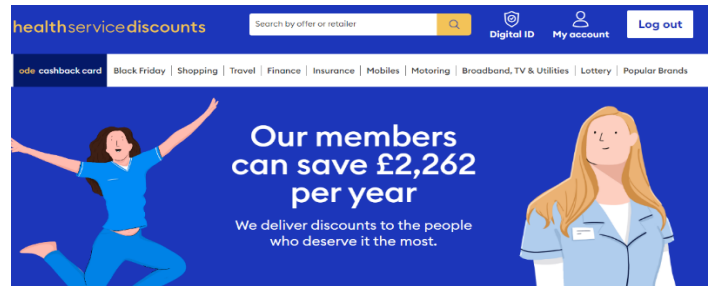 healthservicediscounts
Search by offer or retailer
Digital ID
My account
Log out
ode cashback card
Black Friday | Shopping | Travel | Finance | Insurance | Mobiles | Motoring | Broadband, TV & Utilities | Lottery | Popular Brands
Our members
can save £2,262
per year
We deliver discounts to the people
who deserve it the most.